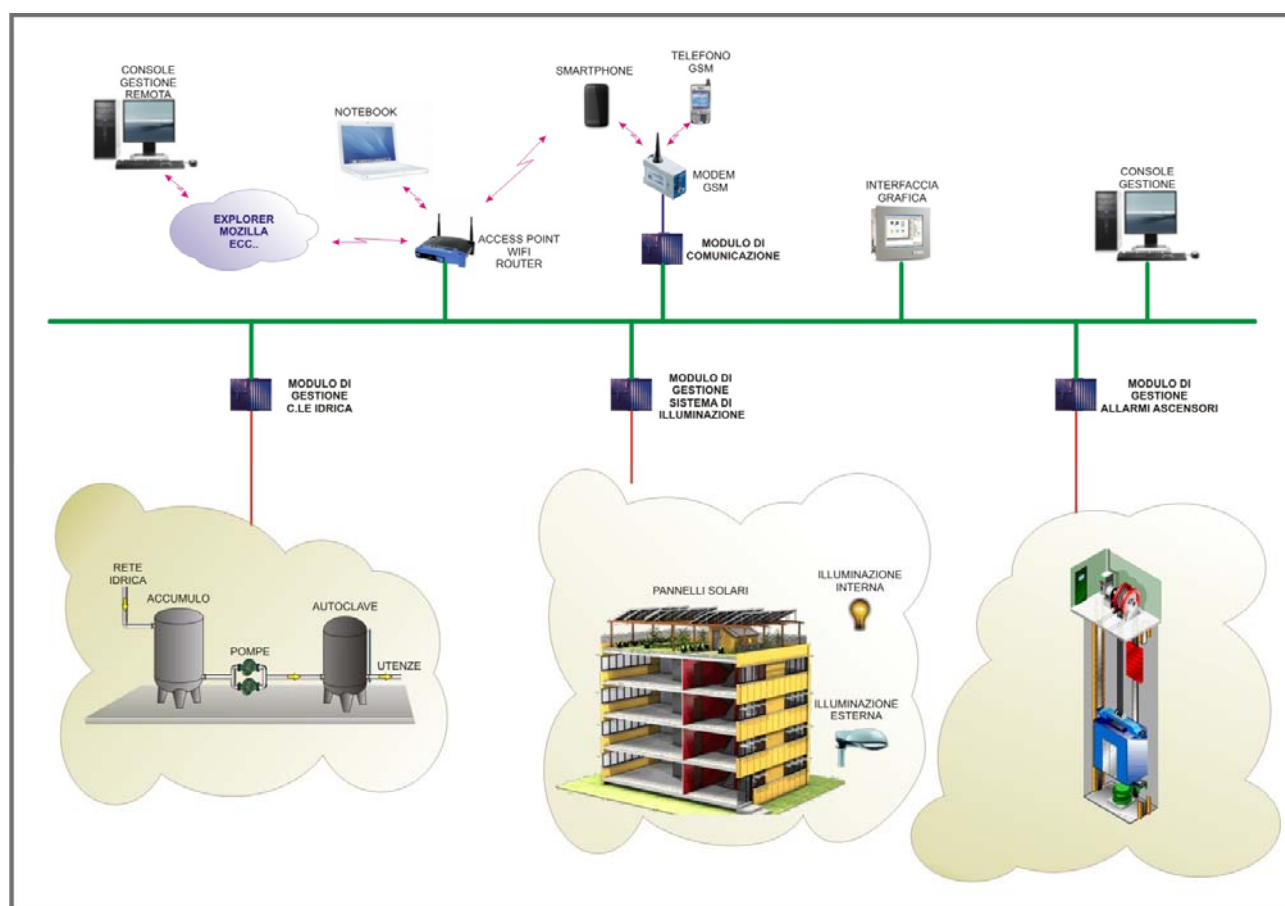 CONSOLE
GESTIONE
REMOTA
NOTEBOOK
SMARTPHONE
TELEFONO
GSM
MODEM
GSM
EXPLORER
MOZILLA
ECC..
ACCESS POINT
WIFI
ROUTER
MODULO DI
COMUNICAZIONE
INTERFACCIA
GRAFICA
CONSOLE
GESTIONE
MODULO DI
GESTIONE
C.LE IDRICA
MODULO DI
GESTIONE
SISTEMA DI
ILLUMINAZIONE
MODULO DI
GESTIONE
ALLARMI ASCENSORI
RETE
IDRICA
ACCUMULO
AUTOCLAVE
POMPE
UTENZE
PANNELLI SOLARI
ILLUMINAZIONE
INTERNA
ILLUMINAZIONE
ESTERNA